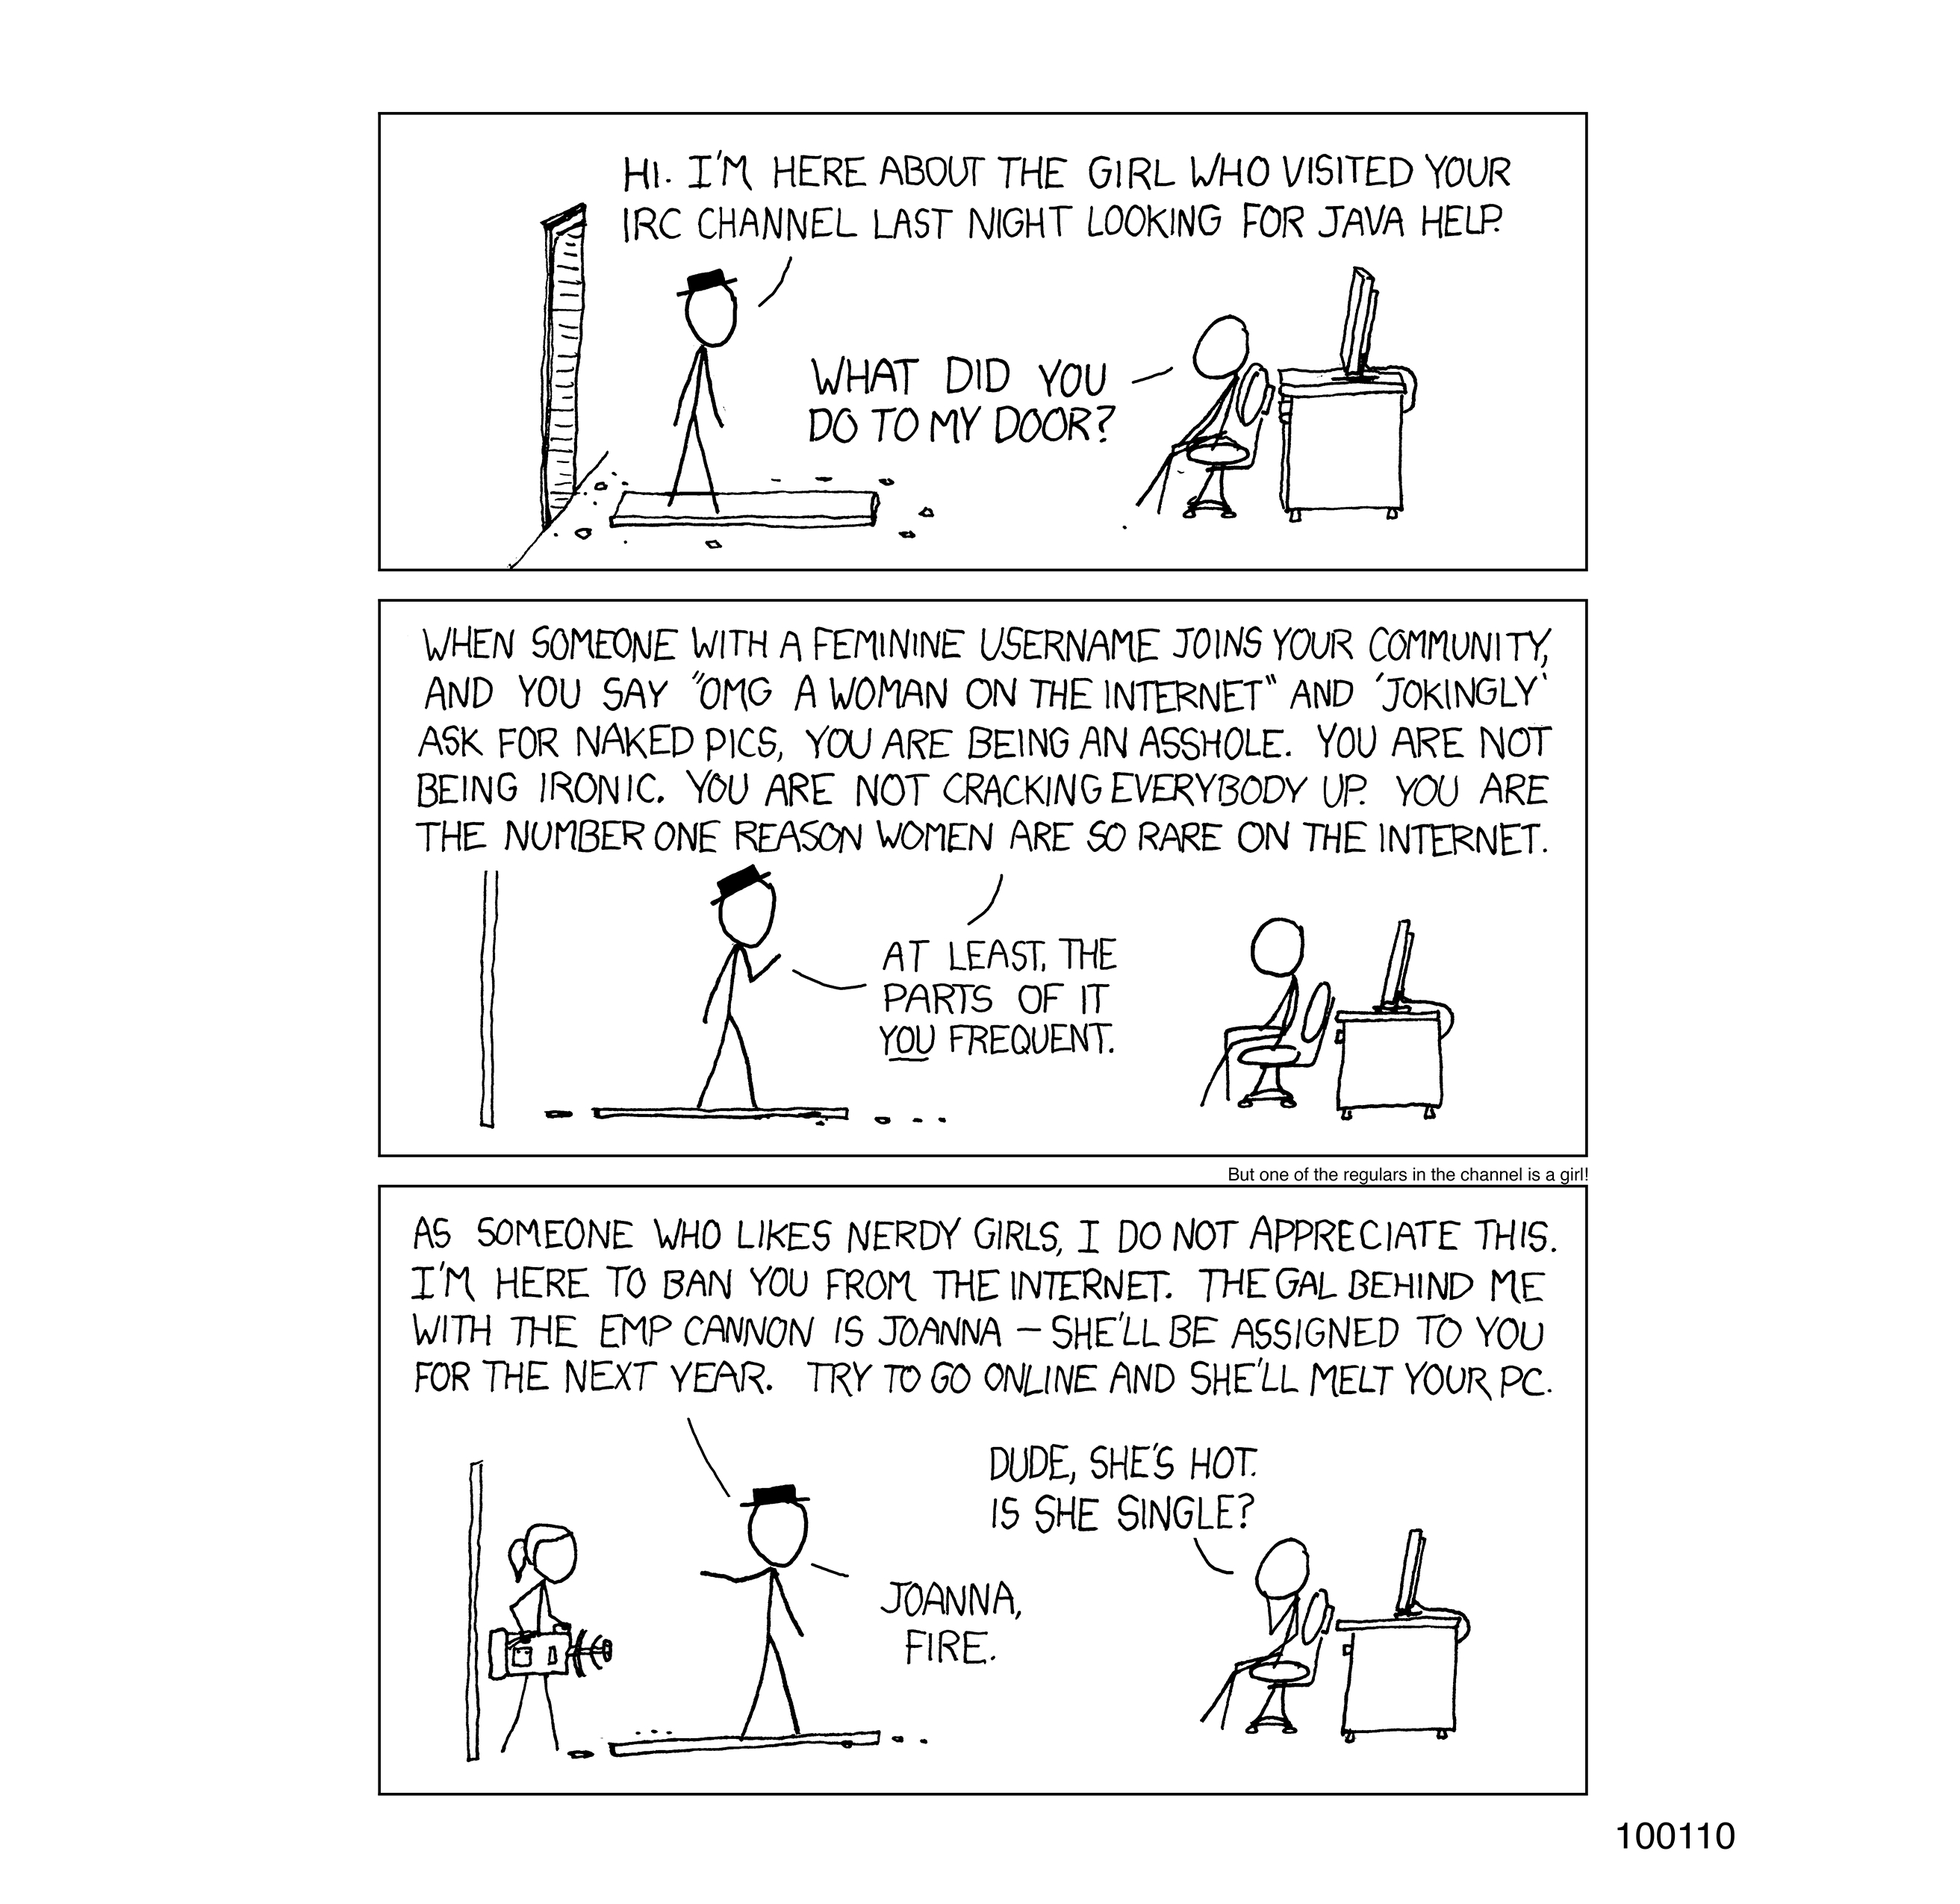 HI. I'M HERE ABOUT THE GIRL WHO VISITED YOUR
IRC CHANNEL LAST NIGHT LOOKING FOR JAVA HELP.
WHAT DID YOU
DO TO MY DOOR?
WHEN SOMEONE WITH A FEMININE USERNAME JOINS YOUR COMMUNITY,
AND YOU SAY "OMG A WOMAN ON THE INTERNET" AND 'JOKINGLY'
ASK FOR NAKED PICS, YOU ARE BEING AN ASSHOLE. YOU ARE NOT
BEING IRONIC. YOU ARE NOT CRACKING EVERYBODY UP. YOU ARE
THE NUMBER ONE REASON WOMEN ARE SO RARE ON THE INTERNET.
AT LEAST, THE
PARTS OF IT
YOU FREQUENT.
But one of the regulars in the channel is a girl!
AS SOMEONE WHO LIKES NERDY GIRLS, I DO NOT APPRECIATE THIS.
I'M HERE TO BAN YOU FROM THE INTERNET. THE GAL BEHIND ME
WITH THE EMP CANNON IS JOANNA — SHE'LL BE ASSIGNED TO YOU
FOR THE NEXT YEAR. TRY TO GO ONLINE AND SHE'LL MELT YOUR PC.
DUDE, SHE'S HOT.
IS SHE SINGLE?
JOANNA,
FIRE.
100110